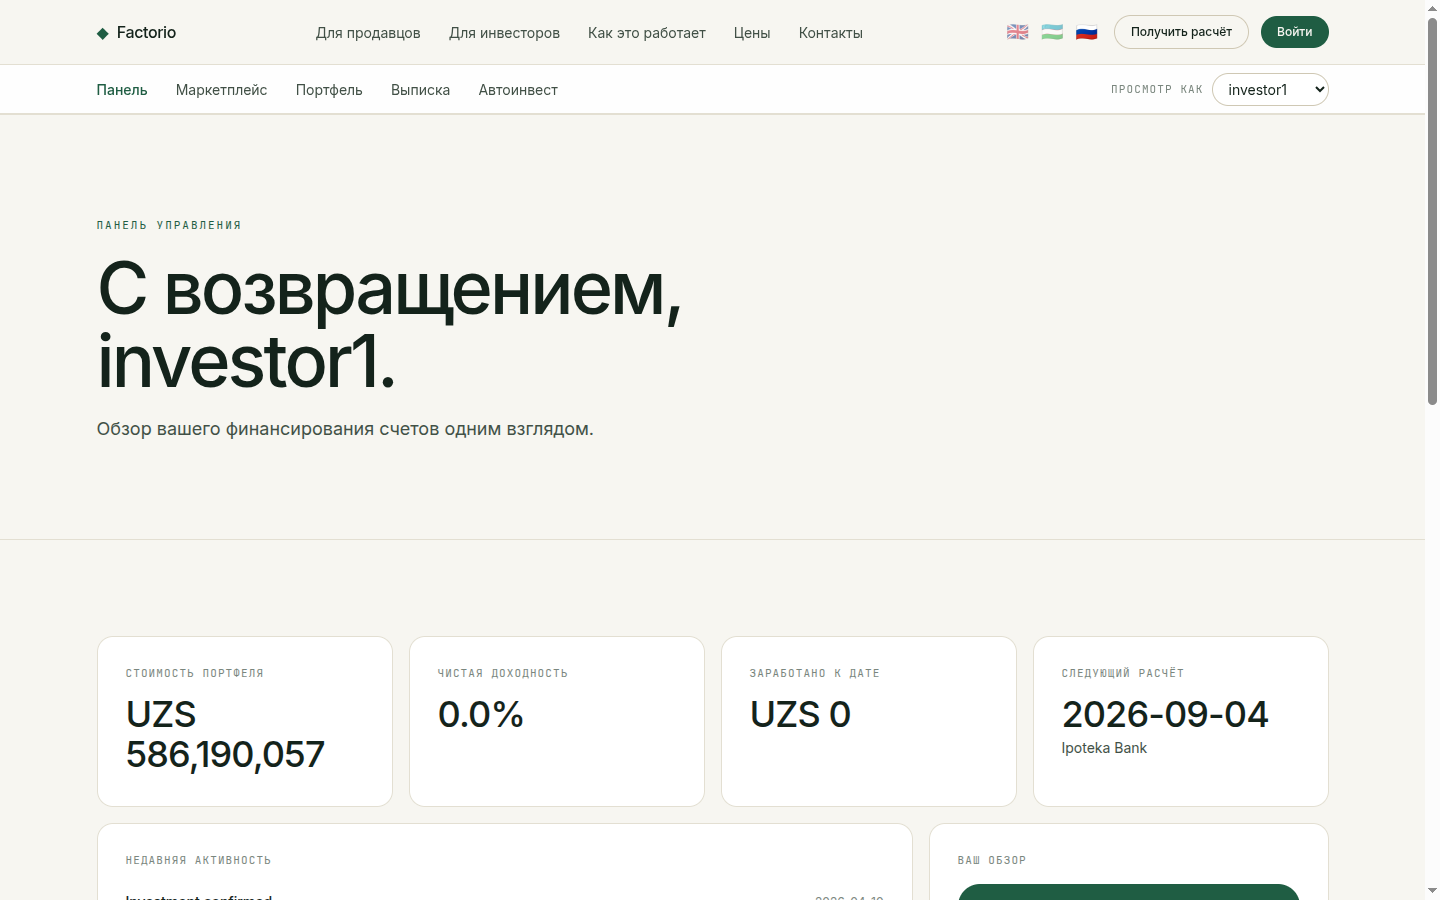 Factorio
Для продавцов
Для инвесторов
Как это работает
Цены
Контакты
Получить расчёт
Войти
Панель
Маркетплейс
Портфель
Выписка
Автоинвест
ПРОСМОТР КАК
investor1
ПАНЕЛЬ УПРАВЛЕНИЯ
С возвращением,
investor1.
Обзор вашего финансирования счетов одним взглядом.
СТОИМОСТЬ ПОРТФЕЛЯ
UZS
586,190,057
ЧИСТАЯ ДОХОДНОСТЬ
0.0%
ЗАРАБОТАНО К ДАТЕ
UZS 0
СЛЕДУЮЩИЙ РАСЧЁТ
2026-09-04
Ipoteka Bank
НЕДАВНЯЯ АКТИВНОСТЬ
Investment confirmed
ВАШ ОБЗОР